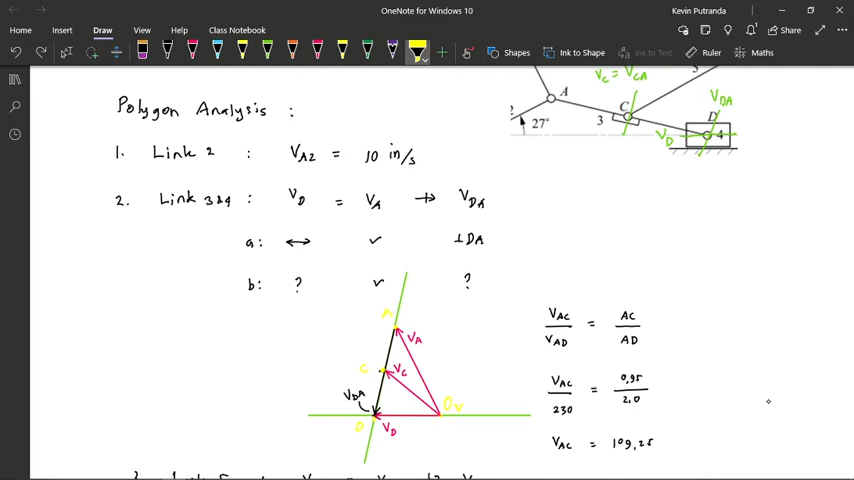 OneNote for Windows 10
Kevin Putranda
Home Insert Draw View Help Class Notebook
Share
Shapes Ink to Shape Ink to Text Ruler Maths
Vc = VCA
Polygon Analysis :
A
C
3
27°
2
5
VDA
D
VD
4
1. Link 2 : VA2 = 10 in/s
2. Link 3&4 : VD = VA +> VDA
a: ↔ ✓ ⊥DA
b: ? ✓ ?
A
VA
C
VC
VDA
OV
D
VD
VAC / VAD = AC / AD
VAC / 230 = 0,95 / 2,0
VAC = 109,25